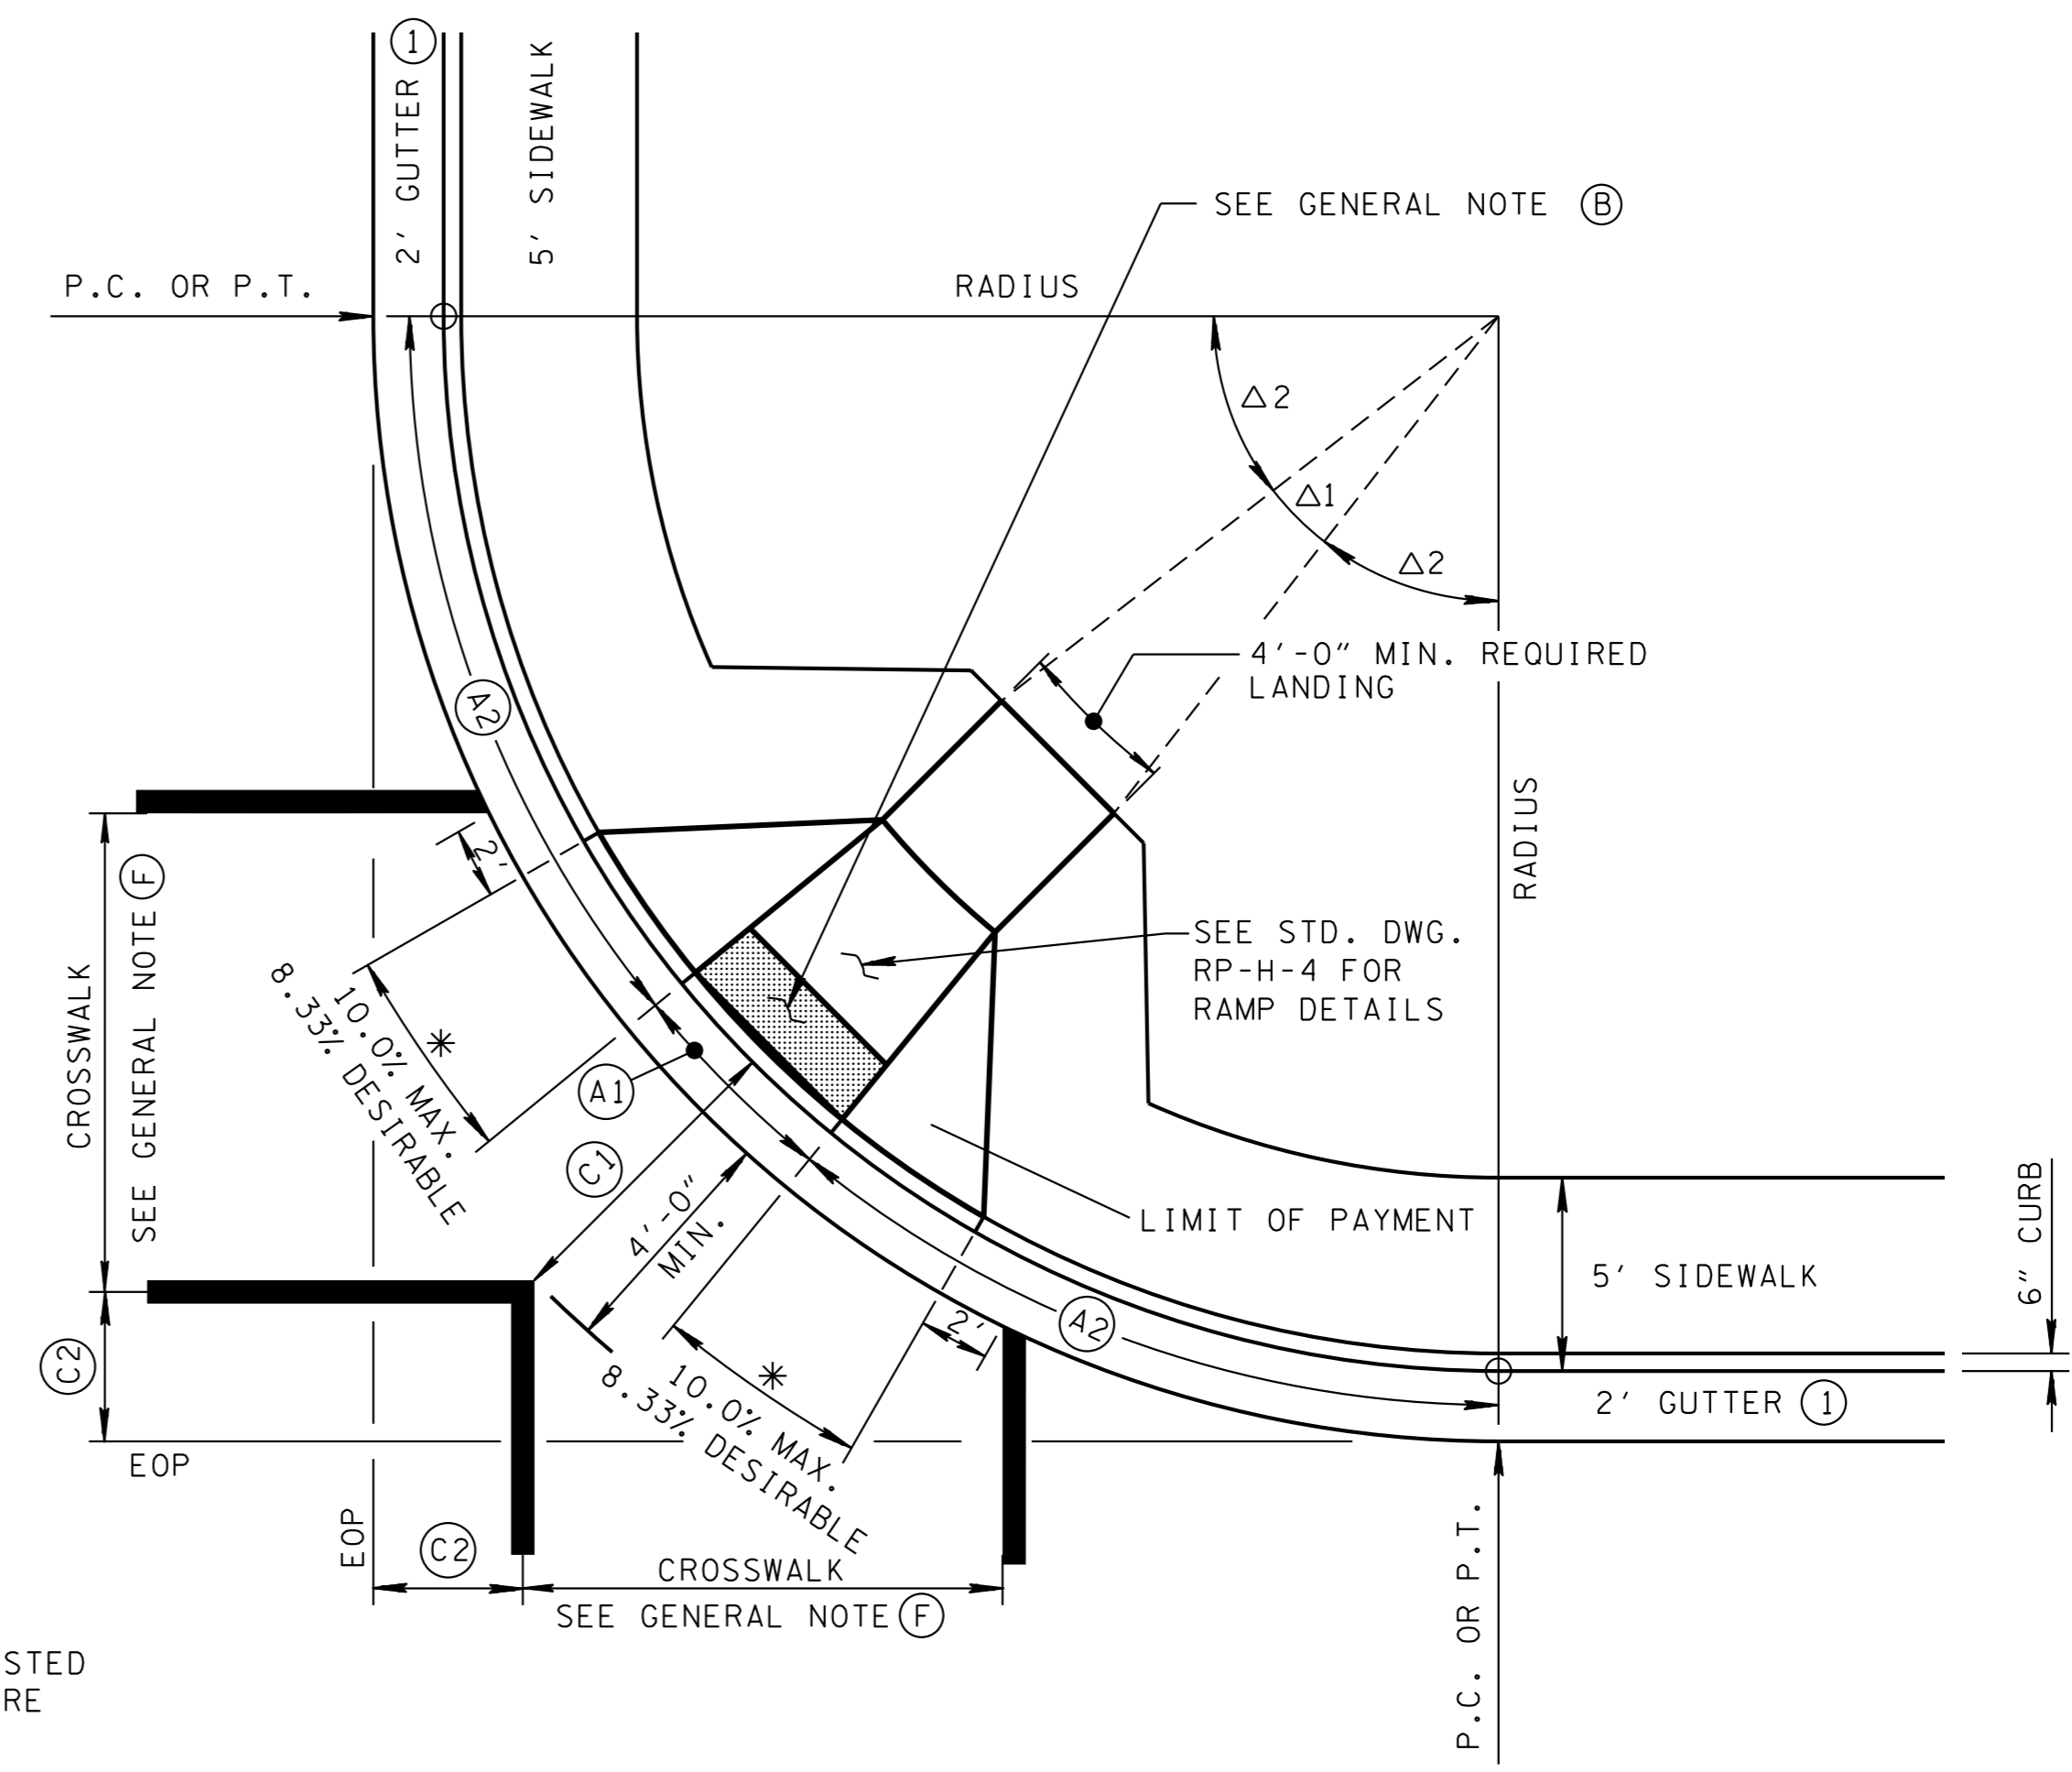 2' GUTTER 1
5' SIDEWALK
SEE GENERAL NOTE B
P.C. OR P.T.
RADIUS
△2
△1
△2
4'-0" MIN. REQUIRED
LANDING
A2
RADIUS
2'
CROSSWALK
SEE GENERAL NOTE F
SEE STD. DWG.
RP-H-4 FOR
RAMP DETAILS
*
10.0% MAX.
8.33% DESIRABLE
A1
C1
4'-0"
MIN.
LIMIT OF PAYMENT
6" CURB
5' SIDEWALK
C2
2'
A2
*
10.0% MAX.
8.33% DESIRABLE
2' GUTTER 1
EOP
EOP
C2
CROSSWALK
SEE GENERAL NOTE F
P.C. OR P.T.
STED
RE